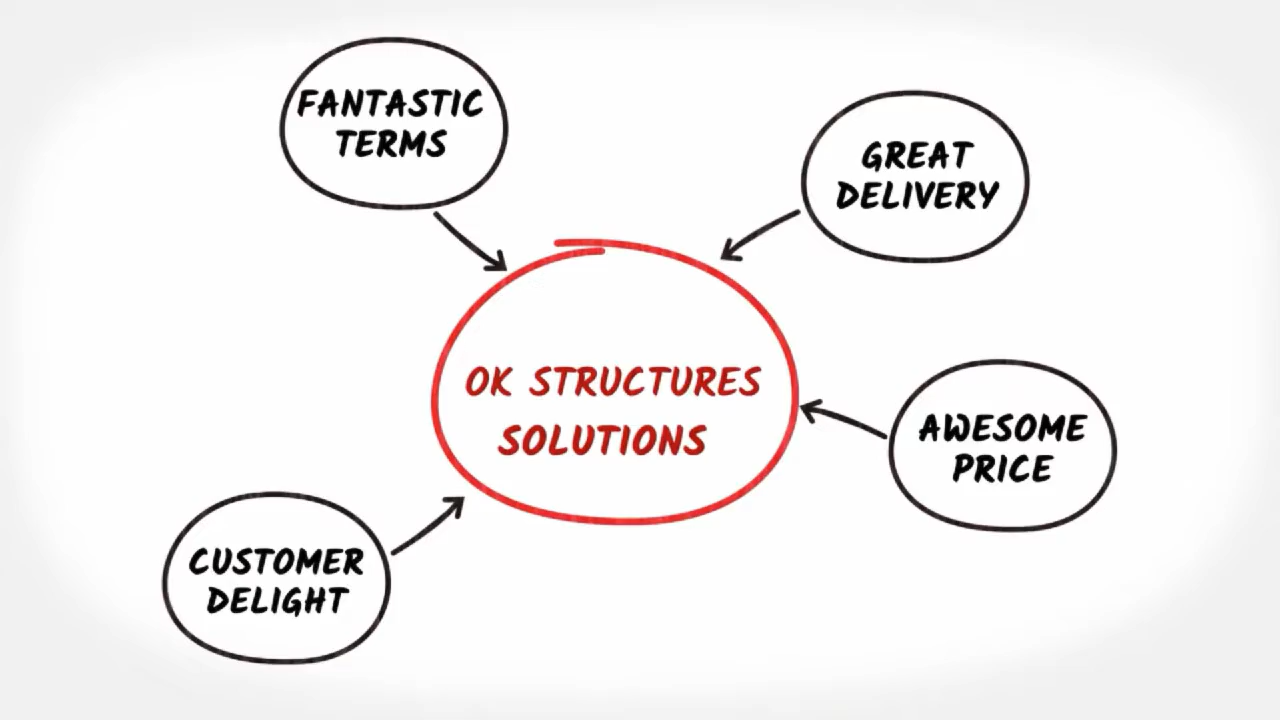 FANTASTIC
TERMS
GREAT
DELIVERY
OK STRUCTURES
SOLUTIONS
AWESOME
PRICE
CUSTOMER
DELIGHT